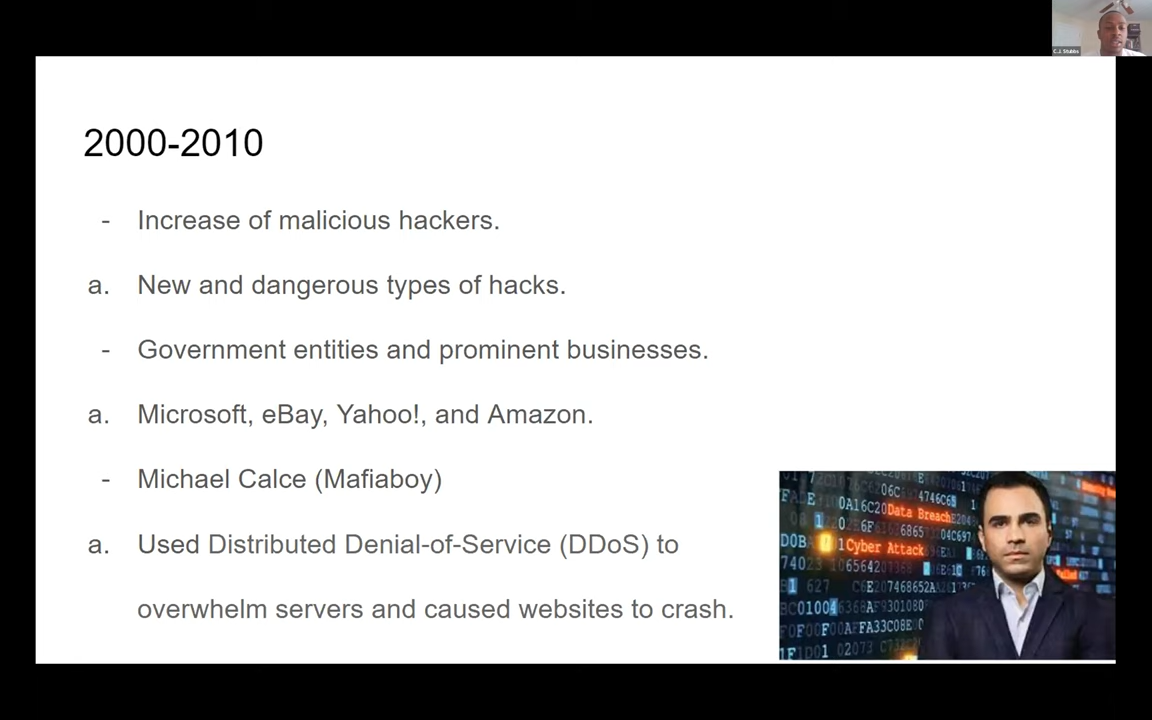 C.J. Stubbs
2000-2010
- Increase of malicious hackers.
a. New and dangerous types of hacks.
- Government entities and prominent businesses.
a. Microsoft, eBay, Yahoo!, and Amazon.
- Michael Calce (Mafiaboy)
a. Used Distributed Denial-of-Service (DDoS) to
overwhelm servers and caused websites to crash.
Data Breach
Cyber Attack